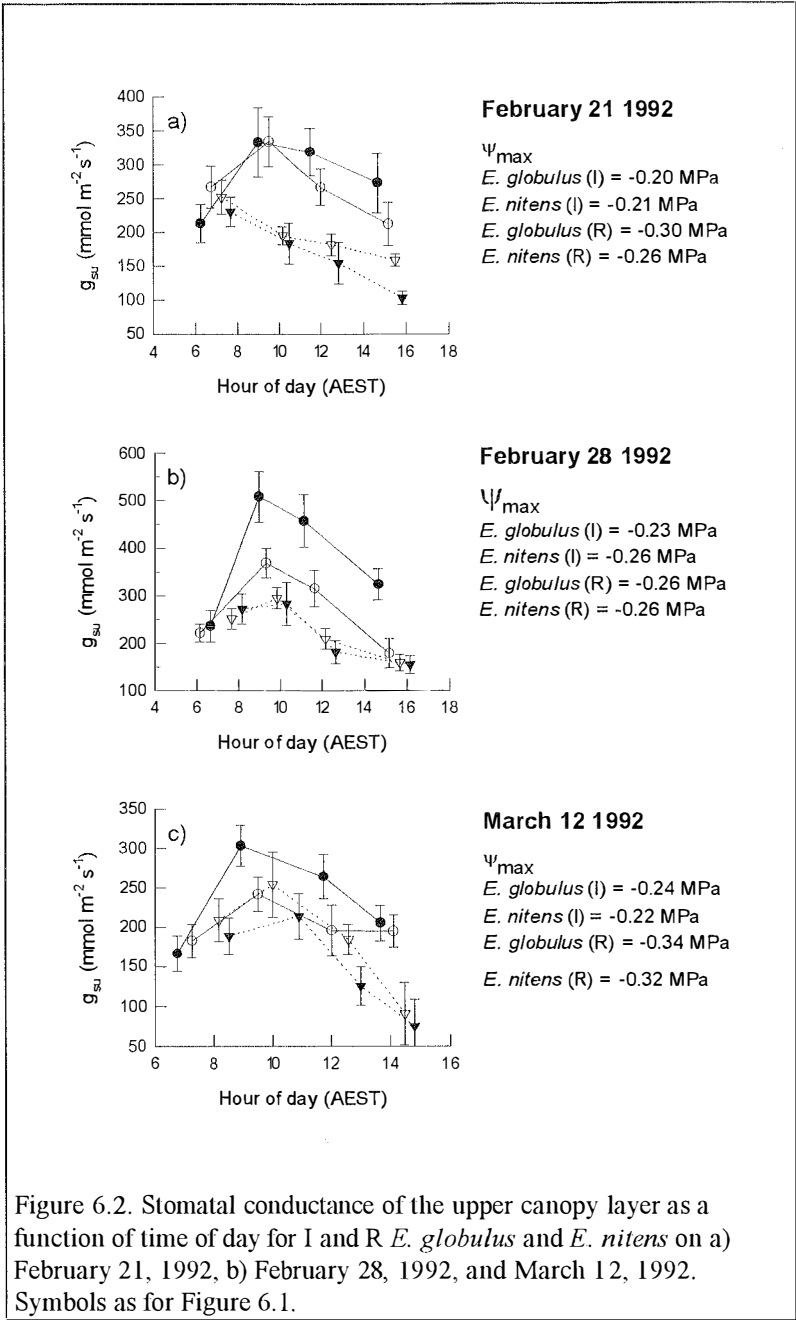 a)
400
350
300
250
200
150
100
50
4 6 8 10 12 14 16 18
g_su (mmol m⁻² s⁻¹)
Hour of day (AEST)
February 21 1992
Ψmax
E. globulus (I) = -0.20 MPa
E. nitens (I) = -0.21 MPa
E. globulus (R) = -0.30 MPa
E. nitens (R) = -0.26 MPa
b)
600
500
400
300
200
100
4 6 8 10 12 14 16 18
g_su (mmol m⁻² s⁻¹)
Hour of day (AEST)
February 28 1992
Ψmax
E. globulus (I) = -0.23 MPa
E. nitens (I) = -0.26 MPa
E. globulus (R) = -0.26 MPa
E. nitens (R) = -0.26 MPa
c)
350
300
250
200
150
100
50
6 8 10 12 14 16
g_su (mmol m⁻² s⁻¹)
Hour of day (AEST)
March 12 1992
Ψmax
E. globulus (I) = -0.24 MPa
E. nitens (I) = -0.22 MPa
E. globulus (R) = -0.34 MPa
E. nitens (R) = -0.32 MPa
Figure 6.2. Stomatal conductance of the upper canopy layer as a
function of time of day for I and R E. globulus and E. nitens on a)
February 21, 1992, b) February 28, 1992, and March 12, 1992.
Symbols as for Figure 6.1.